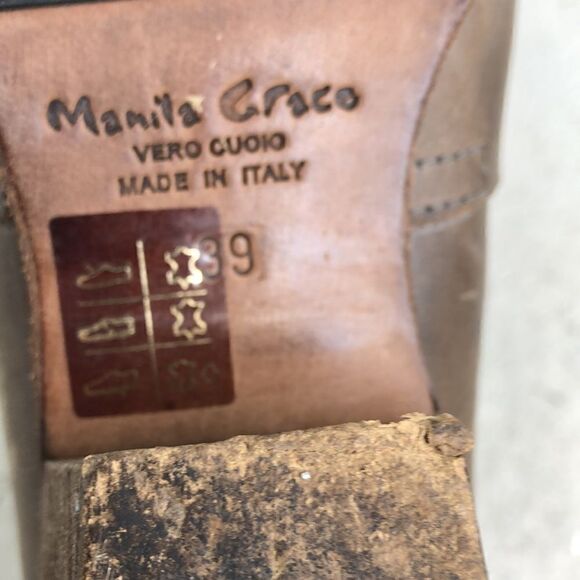 Manila Grace
VERO CUOIO
MADE IN ITALY
39